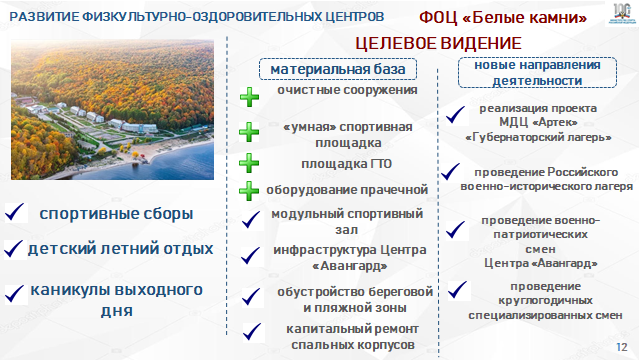 РАЗВИТИЕ ФИЗКУЛЬТУРНО-ОЗДОРОВИТЕЛЬНЫХ ЦЕНТРОВ
ФОЦ «Белые камни»
ЦЕЛЕВОЕ ВИДЕНИЕ
спортивные сборы
детский летний отдых
каникулы выходного
дня
материальная база
очистные сооружения
«умная» спортивная
площадка
площадка ГТО
оборудование прачечной
модульный спортивный
зал
инфраструктура Центра
«Авангард»
обустройство береговой
и пляжной зоны
капитальный ремонт
спальных корпусов
новые направления
деятельности
реализация проекта
МДЦ «Артек»
«Губернаторский лагерь»
проведение Российского
военно-исторического лагеря
проведение военно-
патриотических
смен
Центра «Авангард»
проведение
круглогодичных
специализированных смен
12